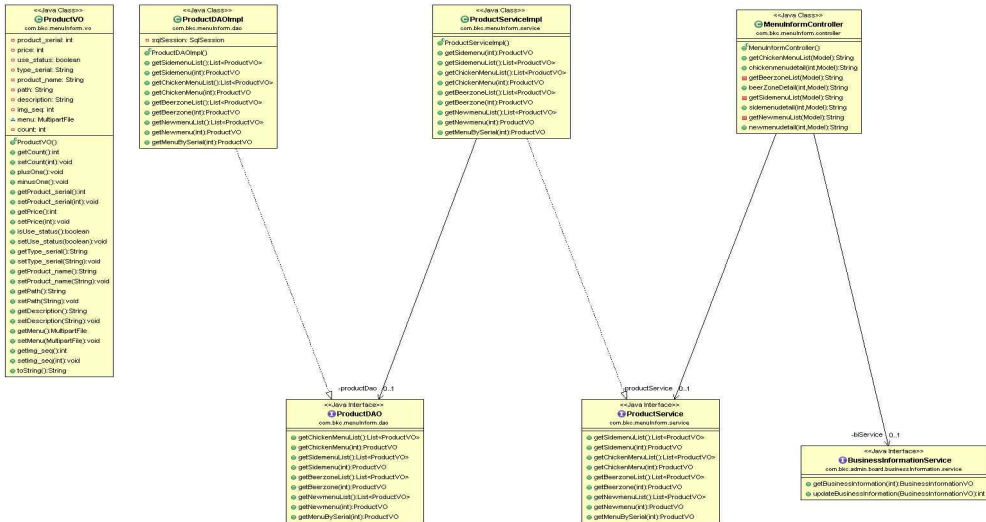 <<Java Class>>
ProductVO
com.bkc.menuInform.vo
product_serial: int
price: int
use_status: boolean
type_serial: String
product_name: String
path: String
description: String
img_seq: int
menu: MultipartFile
count: int
ProductVO()
getCount():int
setCount(int):void
plusOne():void
minusOne():void
getProduct_serial():int
setProduct_serial(int):void
getPrice():int
setPrice(int):void
isUse_status():boolean
setUse_status(boolean):void
getType_serial():String
setType_serial(String):void
getProduct_name():String
setProduct_name(String):void
getPath():String
setPath(String):void
getDescription():String
setDescription(String):void
getMenu():MultipartFile
setMenu(MultipartFile):void
getImg_seq():int
setImg_seq(int):void
toString():String
<<Java Class>>
ProductDAOImpl
com.bkc.menuInform.dao
sqlSession: SqlSession
ProductDAOImpl()
getSidemenuList():List<ProductVO>
getSidemenu(int):ProductVO
getChickenMenuList():List<ProductVO>
getChickenMenu(int):ProductVO
getBeerzoneList():List<ProductVO>
getBeerzone(int):ProductVO
getNewmenuList():List<ProductVO>
getNewmenu(int):ProductVO
getMenuBySerial(int):ProductVO
<<Java Class>>
ProductServiceImpl
com.bkc.menuInform.service
ProductServiceImpl()
getSidemenu(int):ProductVO
getSidemenuList():List<ProductVO>
getChickenMenuList():List<ProductVO>
getChickenMenu(int):ProductVO
getBeerzoneList():List<ProductVO>
getBeerzone(int):ProductVO
getNewmenuList():List<ProductVO>
getNewmenu(int):ProductVO
getMenuBySerial(int):ProductVO
<<Java Class>>
MenuInformController
com.bkc.menuInform.controller
MenuInformController()
getChickenMenuList(Model):String
chickenmenudetail(int,Model):String
getBeerzoneList(Model):String
beerZoneDetail(int,Model):String
getSidemenuList(Model):String
sidemenudetail(int,Model):String
getNewmenuList(Model):String
newmenudetail(int,Model):String
-productDao 0..1
<<Java Interface>>
ProductDAO
com.bkc.menuInform.dao
getChickenMenuList():List<ProductVO>
getChickenMenu(int):ProductVO
getSidemenuList():List<ProductVO>
getSidemenu(int):ProductVO
getBeerzoneList():List<ProductVO>
getBeerzone(int):ProductVO
getNewmenuList():List<ProductVO>
getNewmenu(int):ProductVO
getMenuBySerial(int):ProductVO
-productService 0..1
<<Java Interface>>
ProductService
com.bkc.menuInform.service
getSidemenuList():List<ProductVO>
getSidemenu(int):ProductVO
getChickenMenuList():List<ProductVO>
getChickenMenu(int):ProductVO
getBeerzoneList():List<ProductVO>
getBeerzone(int):ProductVO
getNewmenuList():List<ProductVO>
getNewmenu(int):ProductVO
getMenuBySerial(int):ProductVO
-biService 0..1
<<Java Interface>>
BusinessInformationService
com.bkc.admin.board.businessInformation.service
getBusinessInformation(int):BusinessInformationVO
updateBusinessInformation(BusinessInformationVO):int